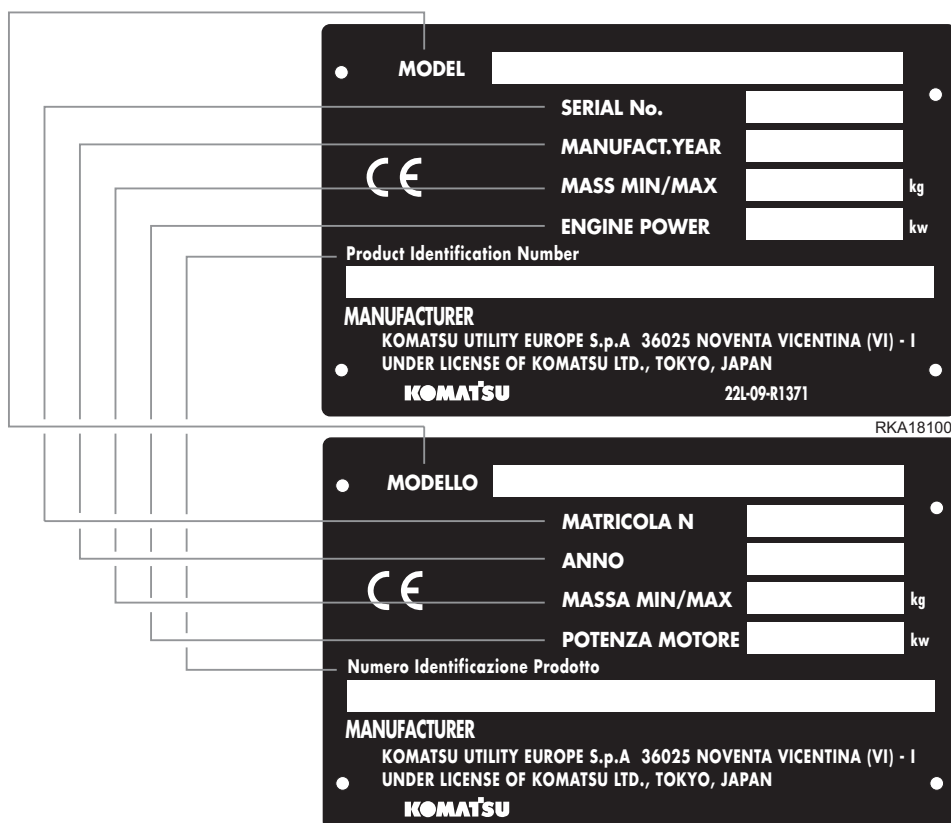 MODEL
SERIAL No.
MANUFACT.YEAR
MASS MIN/MAX kg
ENGINE POWER kw
Product Identification Number
MANUFACTURER
KOMATSU UTILITY EUROPE S.p.A 36025 NOVENTA VICENTINA (VI) - I
UNDER LICENSE OF KOMATSU LTD., TOKYO, JAPAN
KOMATSU 22L-09-R1371
RKA18100
MODELLO
MATRICOLA N
ANNO
MASSA MIN/MAX kg
POTENZA MOTORE kw
Numero Identificazione Prodotto
MANUFACTURER
KOMATSU UTILITY EUROPE S.p.A 36025 NOVENTA VICENTINA (VI) - I
UNDER LICENSE OF KOMATSU LTD., TOKYO, JAPAN
KOMATSU